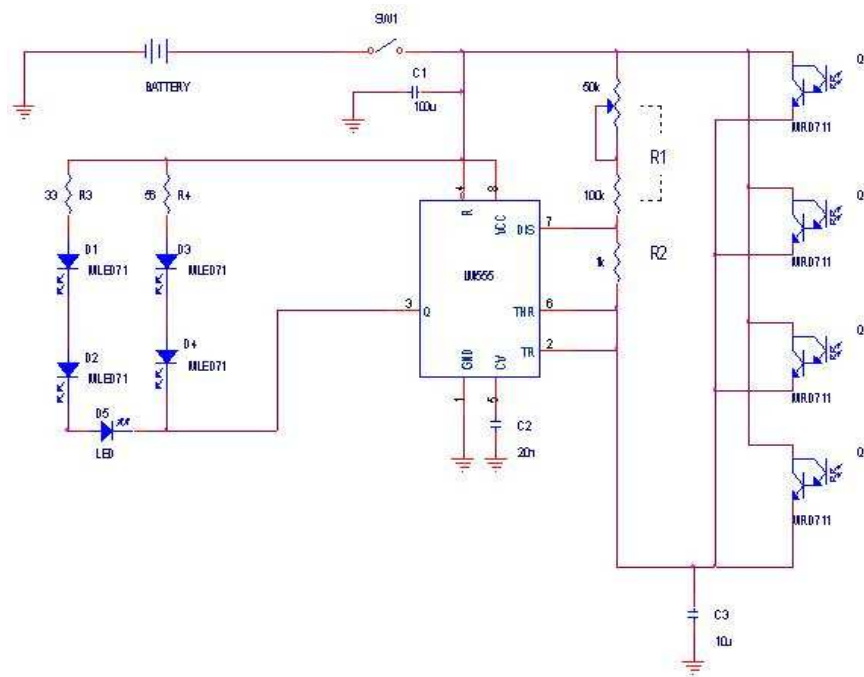 SW1
BATTERY
C1
100u
50k
Q
MRD711
R1
33 R3
56 R4
4
8
R
VCC
100k
Q
D1
MLED71
D3
MLED71
DIS
7
R2
1k
MRD711
LM555
3
Q
THR
6
Q
D2
MLED71
D4
MLED71
TR
2
GND
CV
MRD711
1
5
D5
LED
C2
20n
Q
MRD711
C3
10u